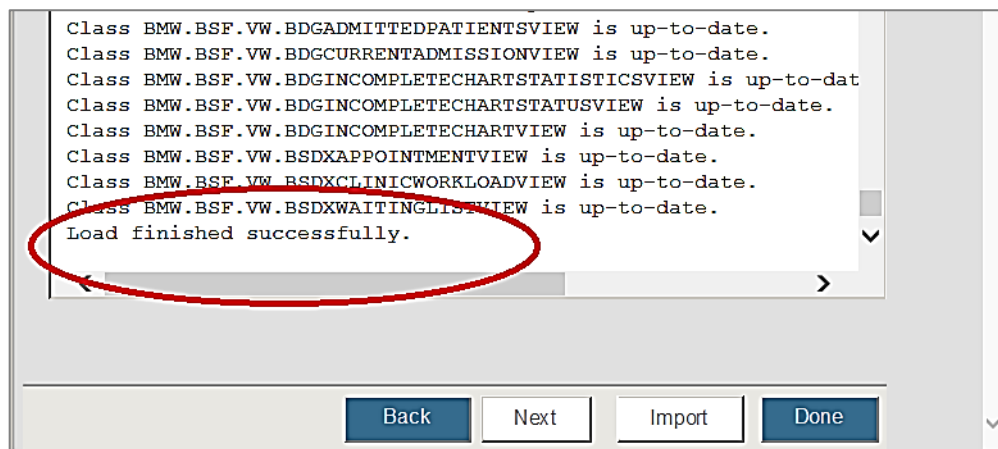 Class BMW.BSF.VW.BDGADMITTEDPATIENTSVIEW is up-to-date.
Class BMW.BSF.VW.BDGCURRENTADMISSIONVIEW is up-to-date.
Class BMW.BSF.VW.BDGINCOMPLETECHARTSTATISTICSVIEW is up-to-dat
Class BMW.BSF.VW.BDGINCOMPLETECHARTSTATUSVIEW is up-to-date.
Class BMW.BSF.VW.BDGINCOMPLETECHARTVIEW is up-to-date.
Class BMW.BSF.VW.BSDXAPPOINTMENTVIEW is up-to-date.
Class BMW.BSF.VW.BSDXCLINICWORKLOADVIEW is up-to-date.
Class BMW.BSF.VW.BSDXWAITINGLISTVIEW is up-to-date.
Load finished successfully.
Back Next Import Done